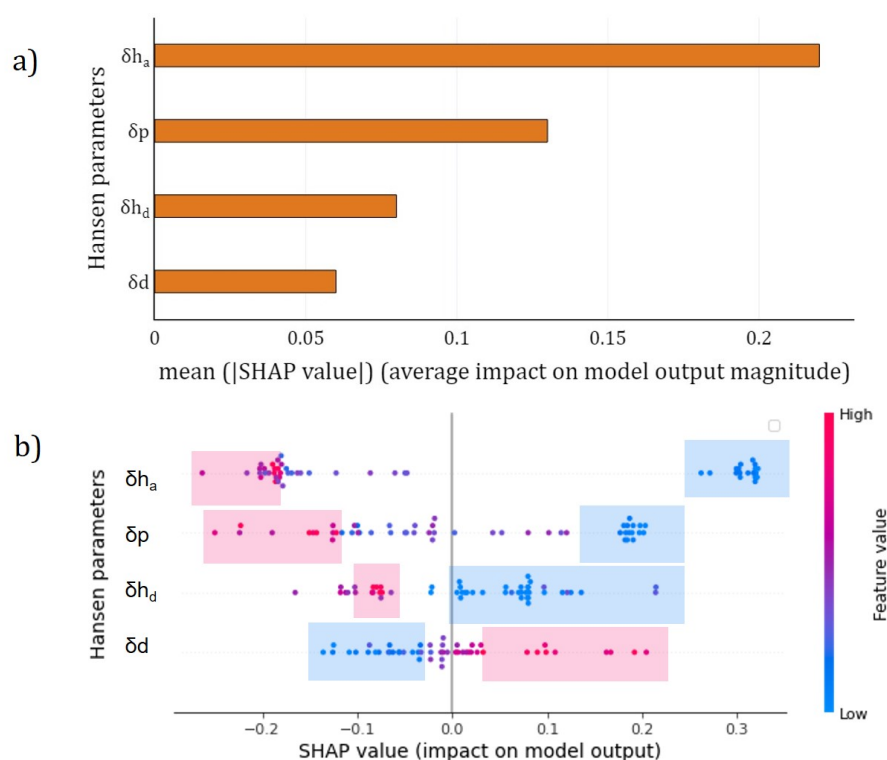 a)
Hansen parameters
δhₐ
δp
δh_d
δd
0 0.05 0.1 0.15 0.2
mean (|SHAP value|) (average impact on model output magnitude)
b)
Hansen parameters
δhₐ
δp
δh_d
δd
−0.2 −0.1 0.0 0.1 0.2 0.3
SHAP value (impact on model output)
High
Feature value
Low